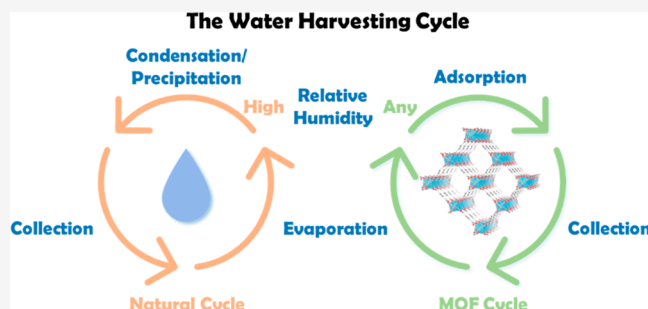 The Water Harvesting Cycle
Condensation/
Precipitation
High
Relative
Humidity
Any
Adsorption
Collection
Evaporation
Collection
Natural Cycle
MOF Cycle